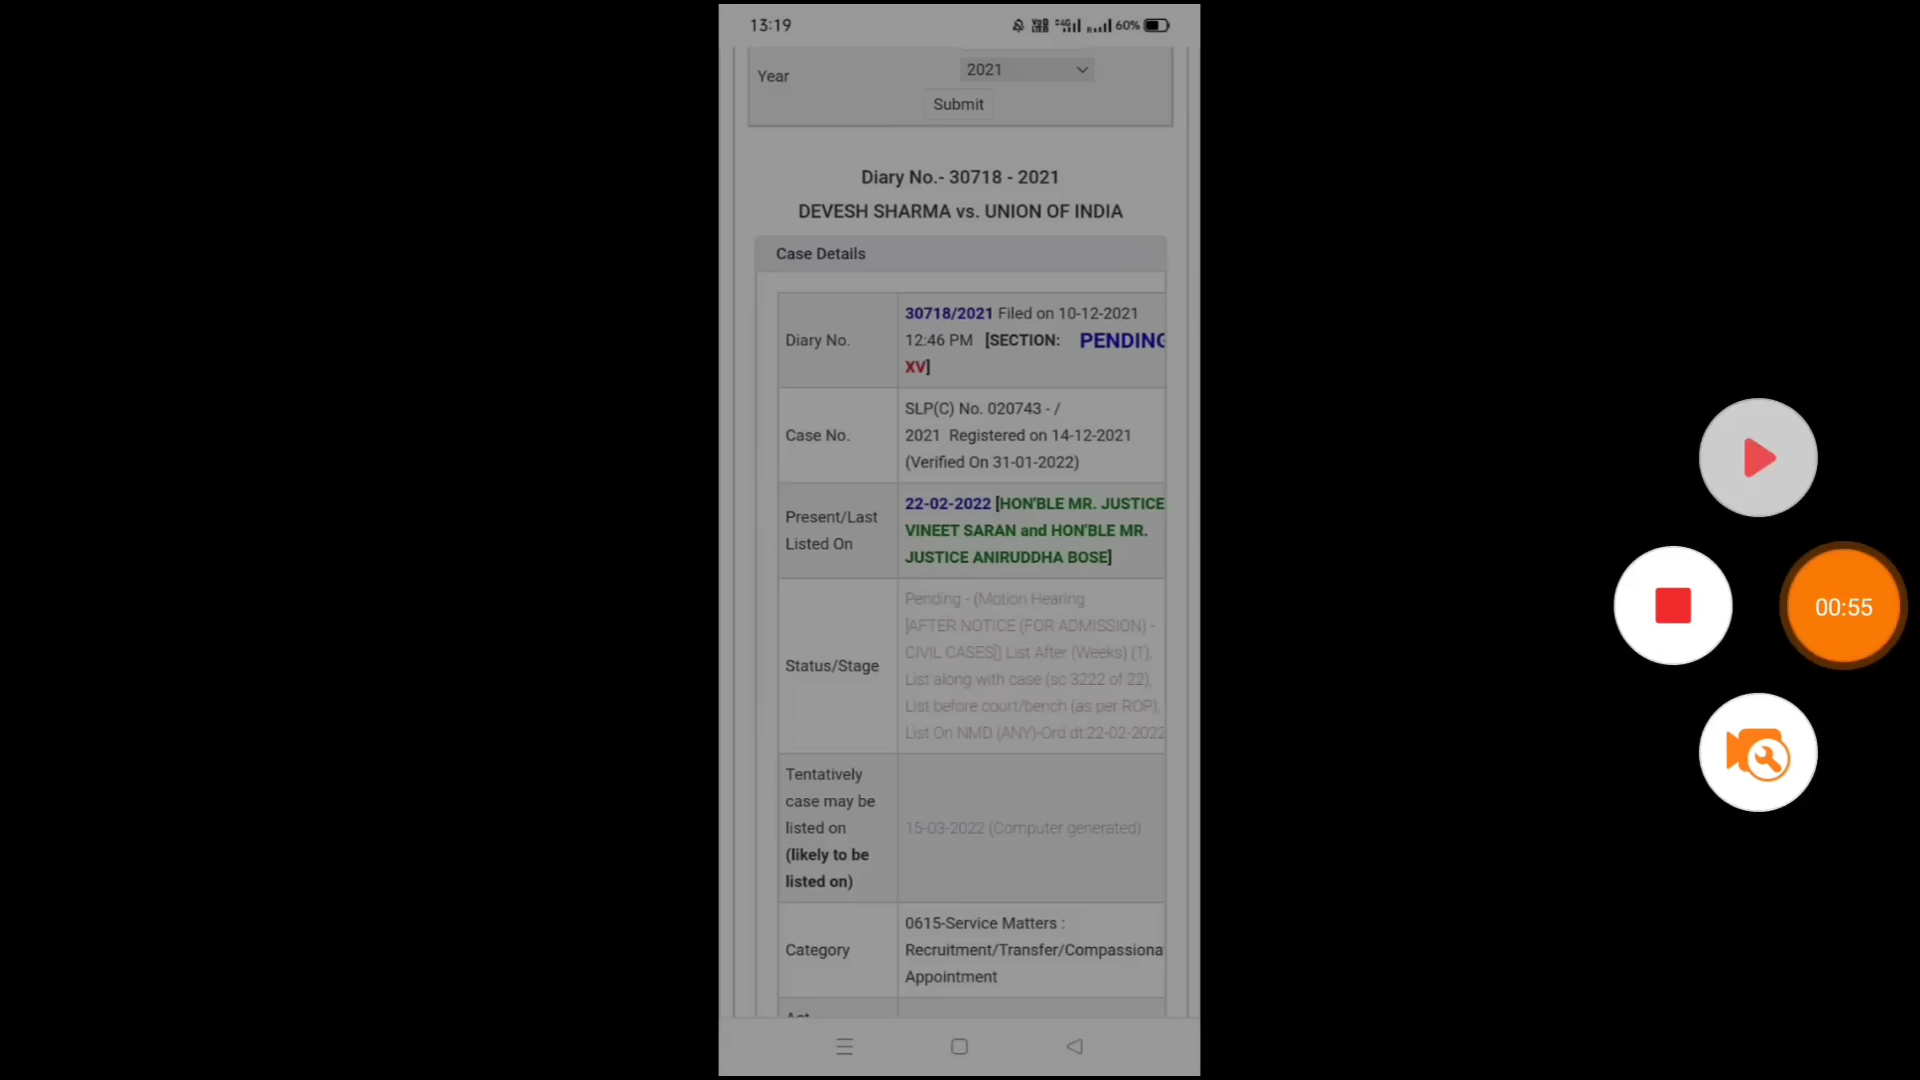 13:19
4G
60%
Year
2021
Submit
Diary No.- 30718 - 2021
DEVESH SHARMA vs. UNION OF INDIA
Case Details
Diary No.
30718/2021 Filed on 10-12-2021
12:46 PM [SECTION: PENDING
XV]
Case No.
SLP(C) No. 020743 - /
2021 Registered on 14-12-2021
(Verified On 31-01-2022)
Present/Last
Listed On
22-02-2022 [HON'BLE MR. JUSTICE
VINEET SARAN and HON'BLE MR.
JUSTICE ANIRUDDHA BOSE]
Status/Stage
Pending - (Motion Hearing
[AFTER NOTICE (FOR ADMISSION) -
CIVIL CASES]) List After (Weeks) (1),
List along with case (sc 3222 of 22),
List before court/bench (as per ROP),
List On NMD (ANY)-Ord dt:22-02-2022
Tentatively
case may be
listed on
(likely to be
listed on)
15-03-2022 (Computer generated)
Category
0615-Service Matters :
Recruitment/Transfer/Compassiona
Appointment
Act
00:55